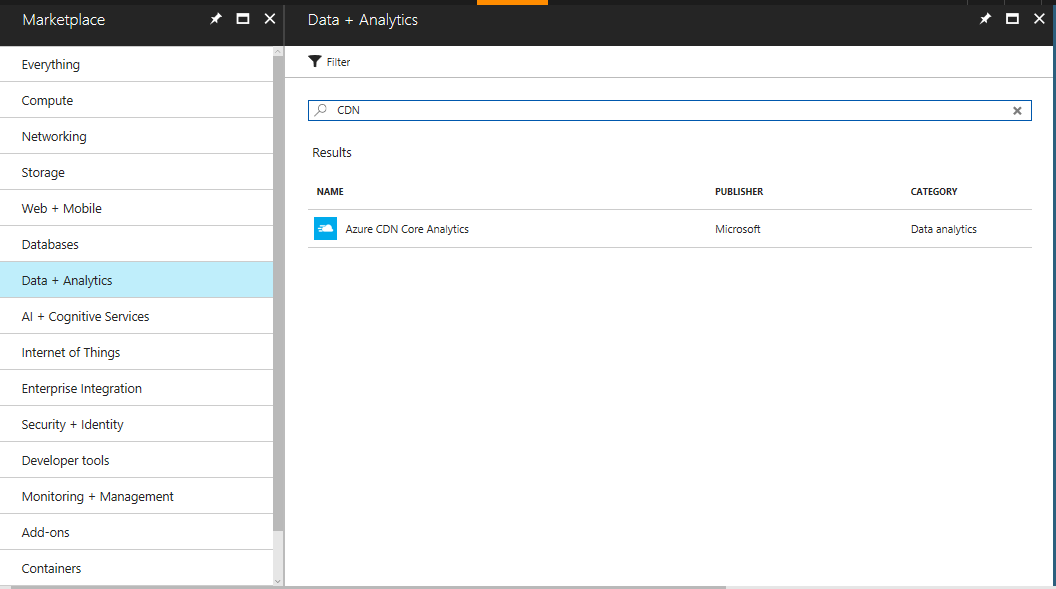 Marketplace
Everything
Compute
Networking
Storage
Web + Mobile
Databases
Data + Analytics
AI + Cognitive Services
Internet of Things
Enterprise Integration
Security + Identity
Developer tools
Monitoring + Management
Add-ons
Containers
Data + Analytics
Filter
CDN
Results
NAME PUBLISHER CATEGORY
Azure CDN Core Analytics Microsoft Data analytics